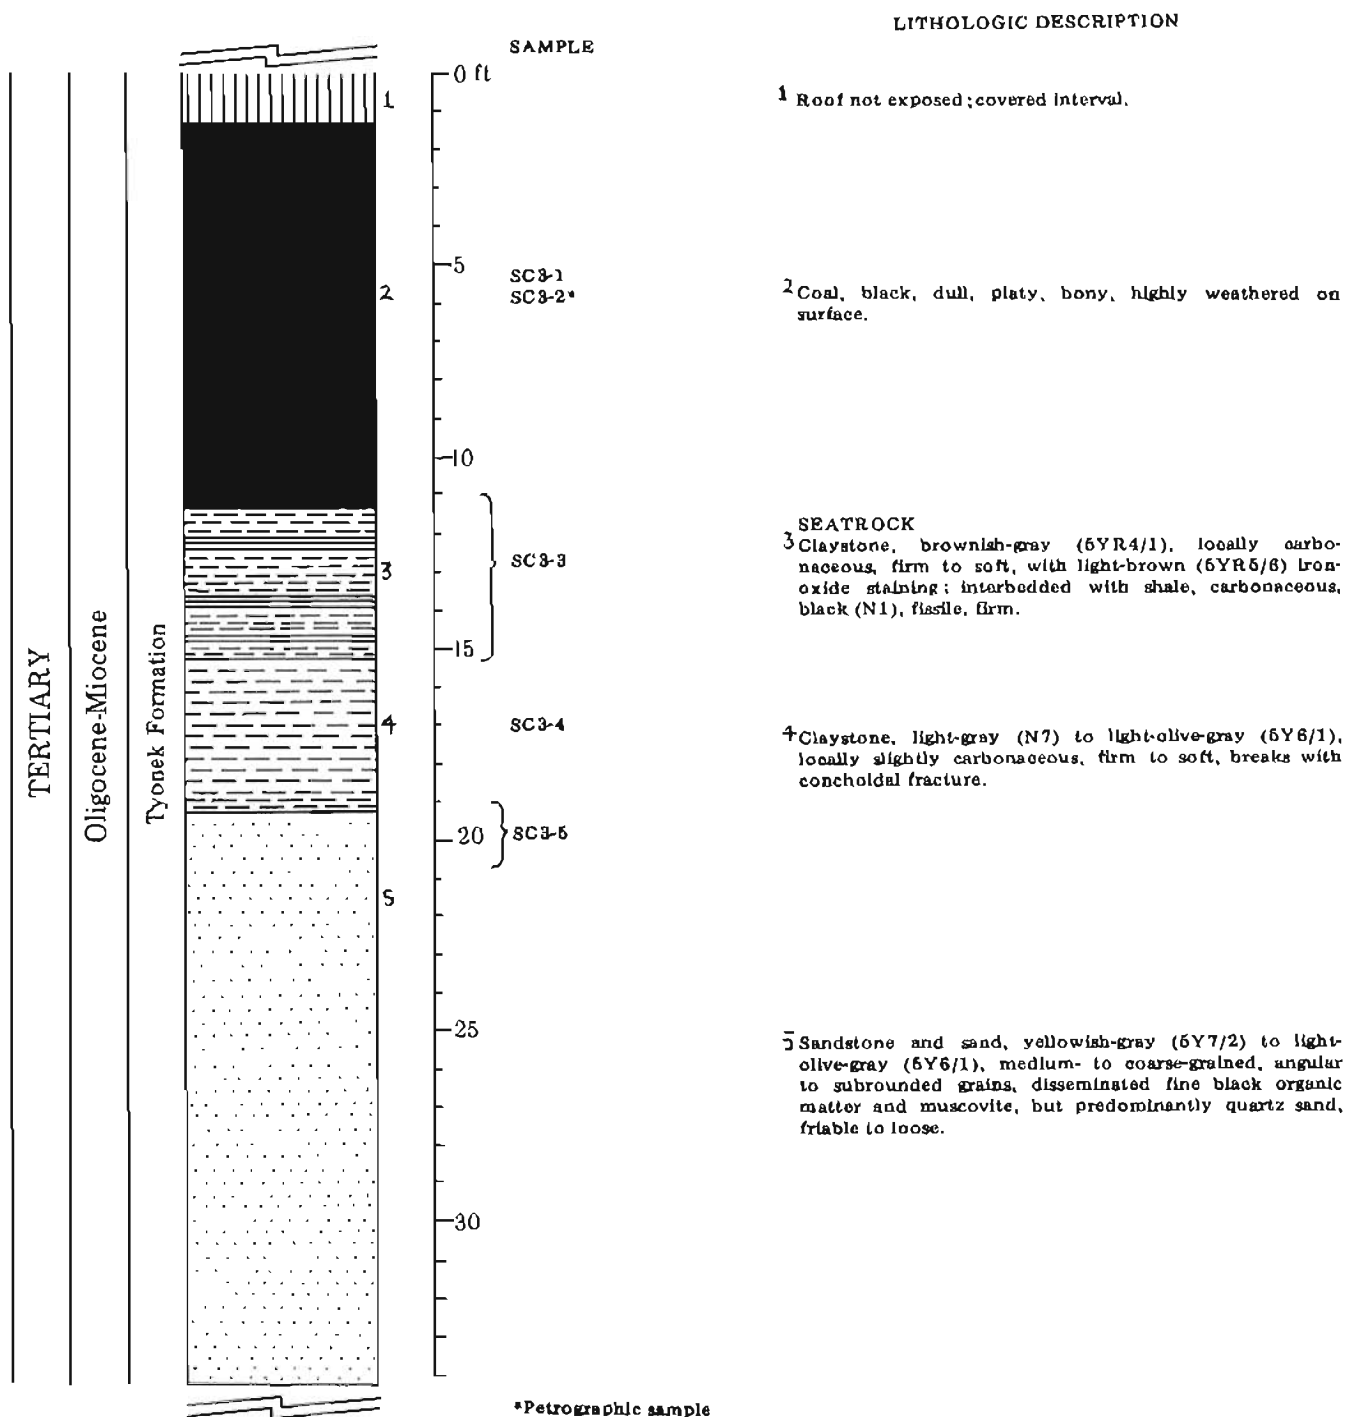 LITHOLOGIC DESCRIPTION
SAMPLE
0 ft
1
1 Roof not exposed; covered interval.
5
SC3-1
SC3-2*
2
2 Coal, black, dull, platy, bony, highly weathered on
surface.
10
SEATROCK
3
SC3-3
3 Claystone, brownish-gray (5YR4/1), locally carbo-
naceous, firm to soft, with light-brown (5YR5/6) iron-
oxide staining; interbedded with shale, carbonaceous,
black (N1), fissile, firm.
15
TERTIARY
Oligocene-Miocene
Tyonek Formation
4
SC3-4
4 Claystone, light-gray (N7) to light-olive-gray (5Y6/1),
locally slightly carbonaceous, firm to soft, breaks with
conchoidal fracture.
20
SC3-5
5
25
5 Sandstone and sand, yellowish-gray (5Y7/2) to light-
olive-gray (5Y6/1), medium- to coarse-grained, angular
to subrounded grains, disseminated fine black organic
matter and muscovite, but predominantly quartz sand,
friable to loose.
30
*Petrographic sample